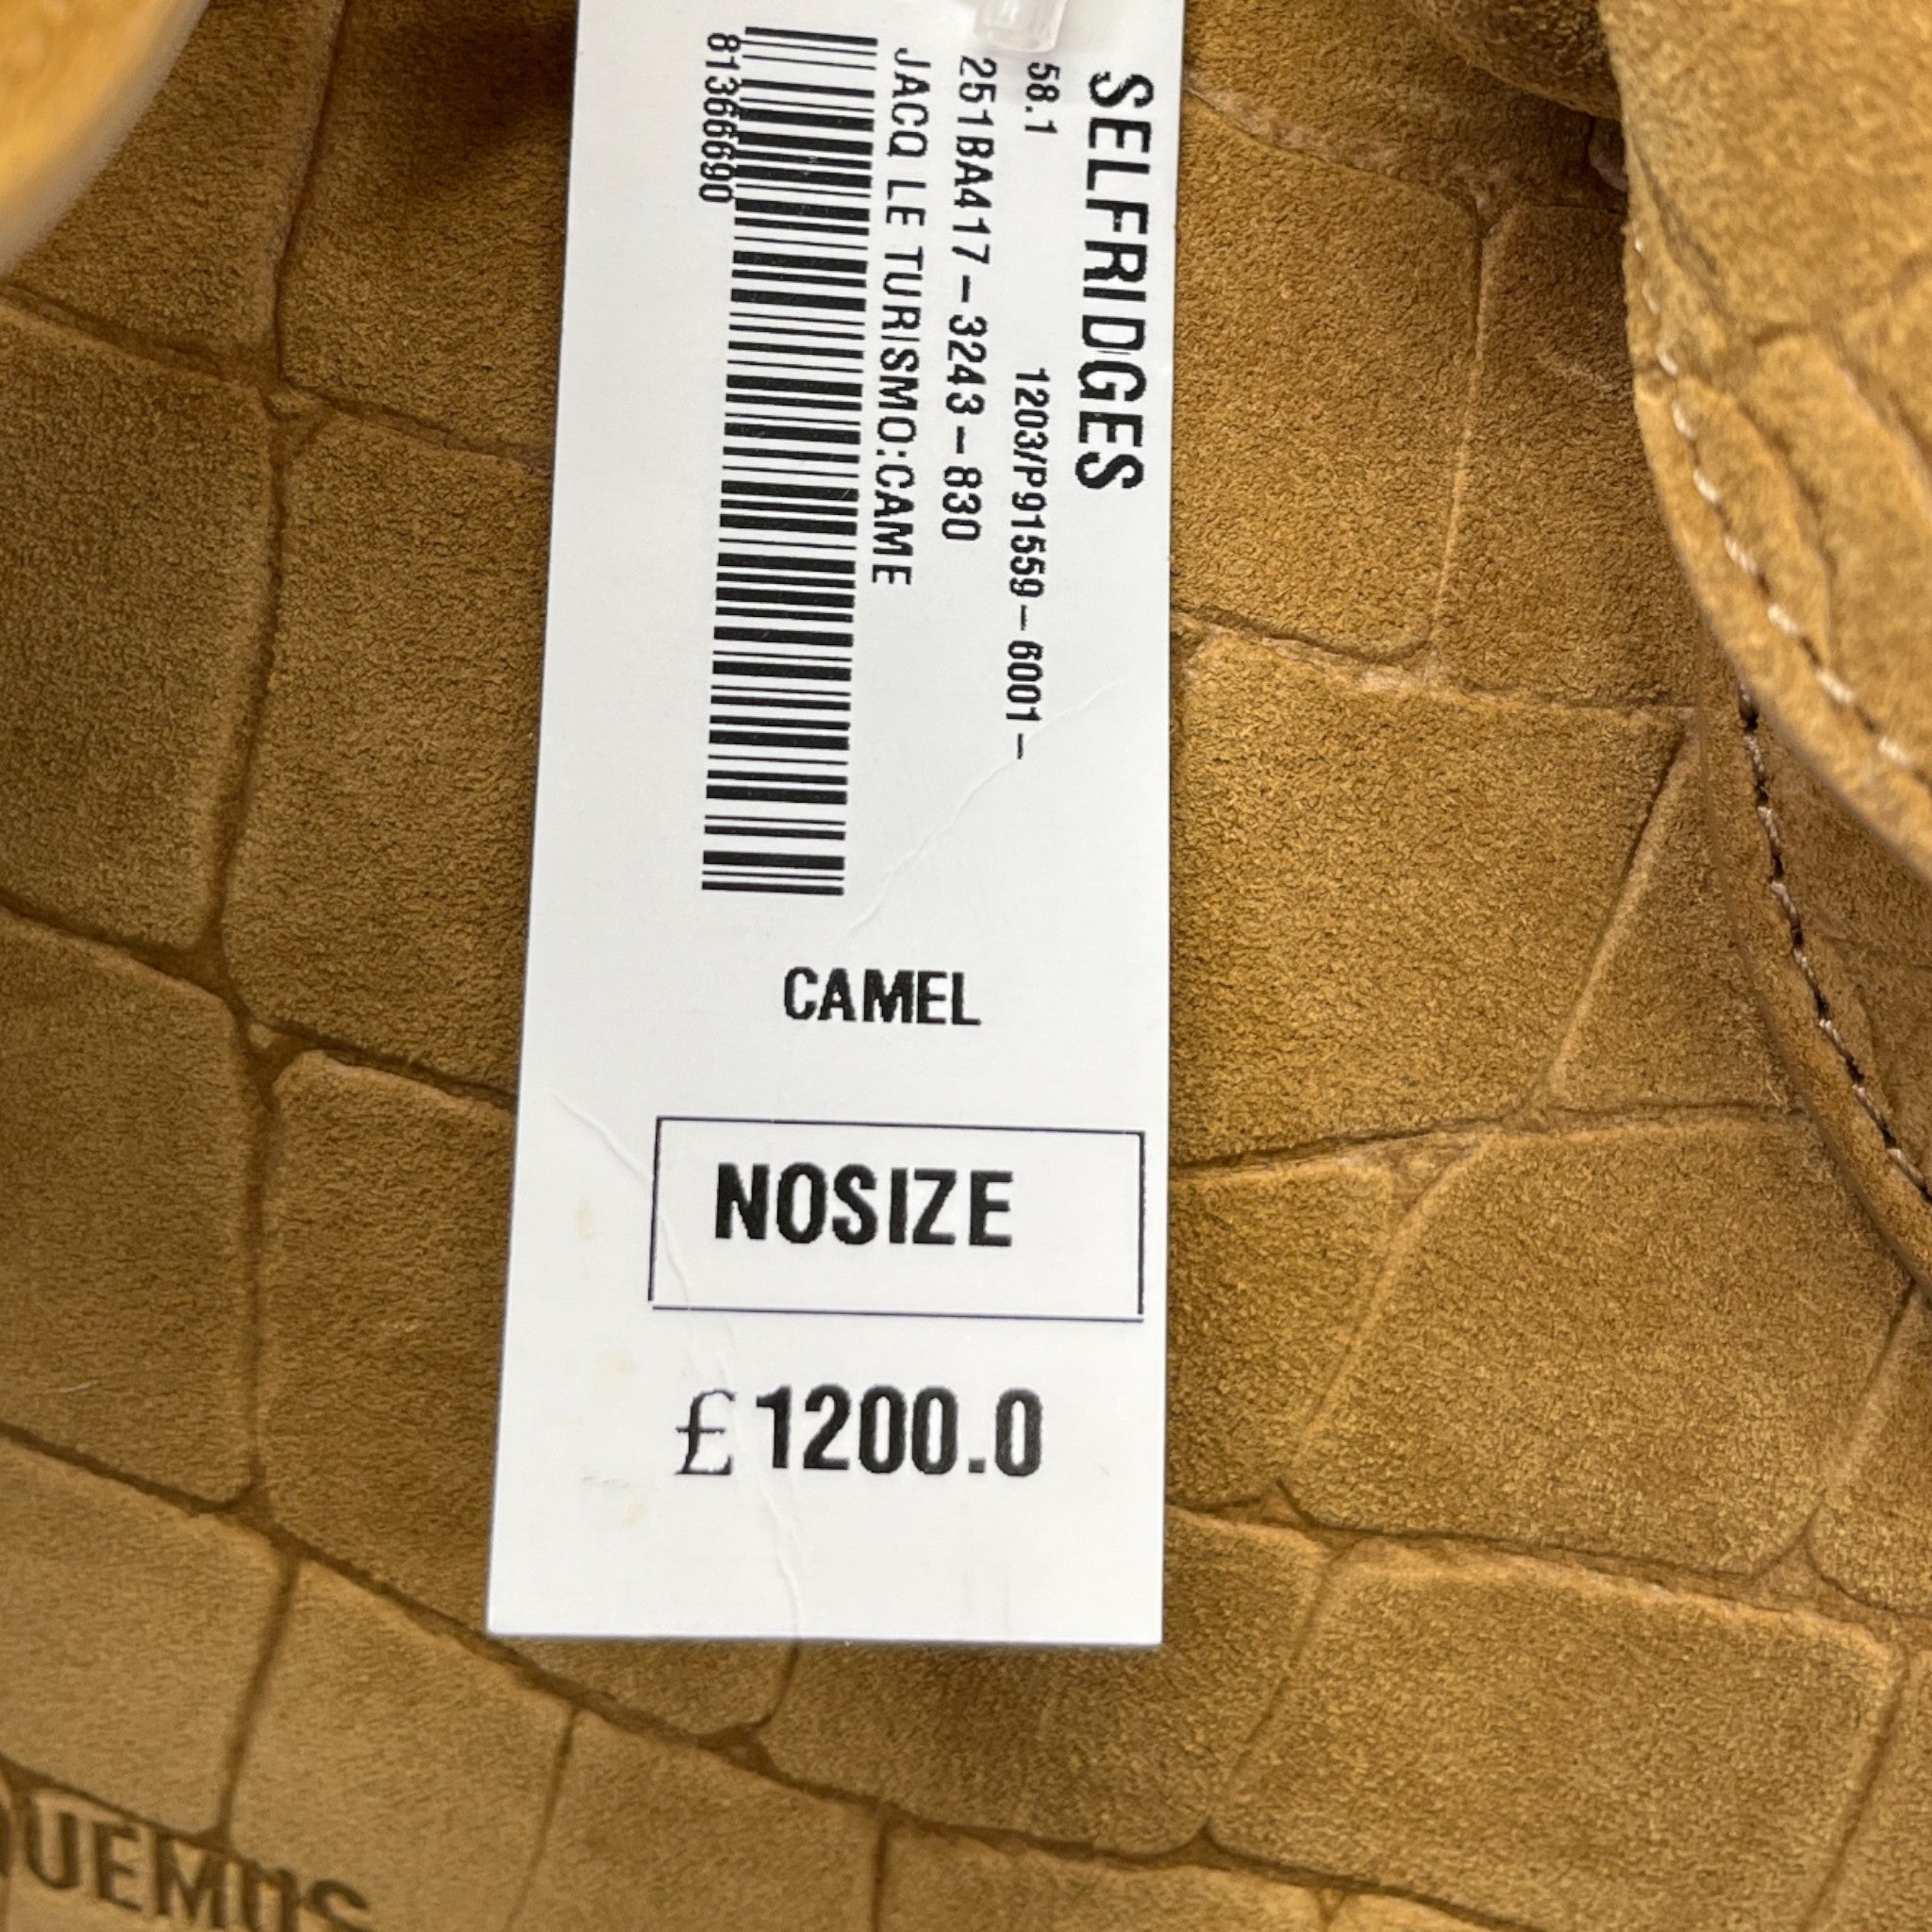 SELFRIDGES
58.1 1203/P91559-6001-
251BA417-3243-830
JACQ LE TURISMO:CAME
81366690
CAMEL
NOSIZE
£1200.0
QUEMUS